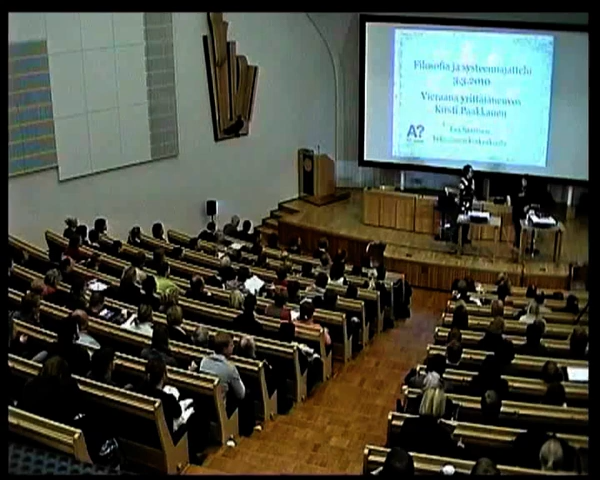 Filosofia ja systeemiajattelu
3.3.2010
Vieraana yrittäjäneuvos
Kirsti Paakkanen
A?